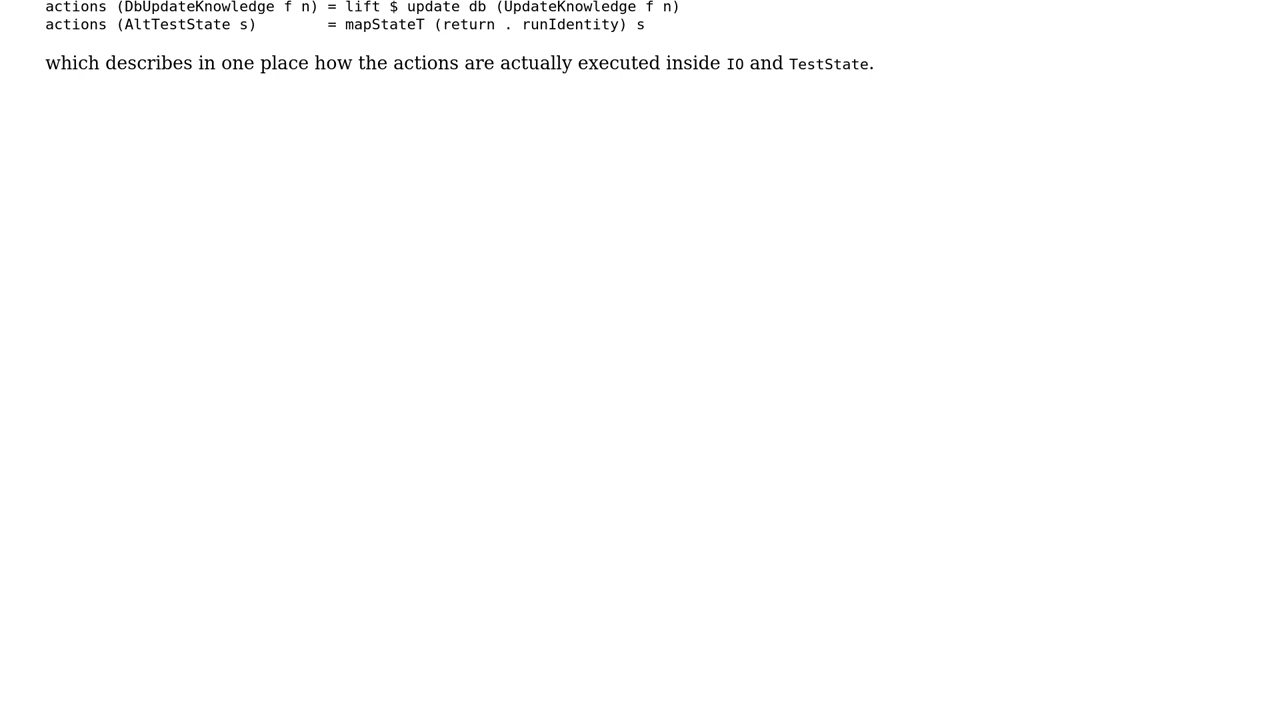 actions (DbUpdateKnowledge f n) = lift $ update db (UpdateKnowledge f n)
actions (AltTestState s)        = mapStateT (return . runIdentity) s
which describes in one place how the actions are actually executed inside IO and TestState.